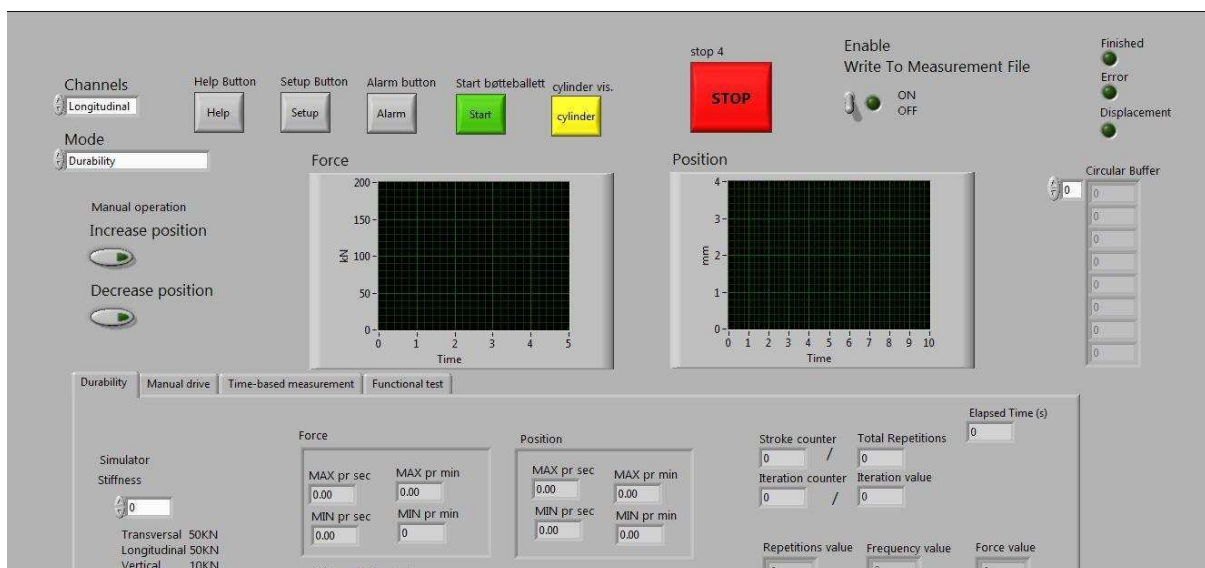 stop 4
Enable
Write To Measurement File
ON
OFF
Finished
Error
Displacement
Channels
Longitudinal
Mode
Durability
Help Button
Help
Setup Button
Setup
Alarm button
Alarm
Start bøtteballett
Start
cylinder vis.
cylinder
STOP
Manual operation
Increase position
Decrease position
Force
200
150
100
50
0
kN
0 1 2 3 4 5
Time
Position
4
3
2
1
0
mm
0 1 2 3 4 5 6 7 8 9 10
Time
Circular Buffer
0
0
0
0
0
0
0
0
0
Durability Manual drive Time-based measurement Functional test
Simulator
Stiffness
0
Transversal 50KN
Longitudinal 50KN
Vertical 10KN
Force
MAX pr sec MAX pr min
0.00 0.00
MIN pr sec MIN pr min
0.00 0
Position
MAX pr sec MAX pr min
0.00 0.00
MIN pr sec MIN pr min
0.00 0.00
Elapsed Time (s)
0
Stroke counter Total Repetitions
0 / 0
Iteration counter Iteration value
0 / 0
Repetitions value Frequency value Force value